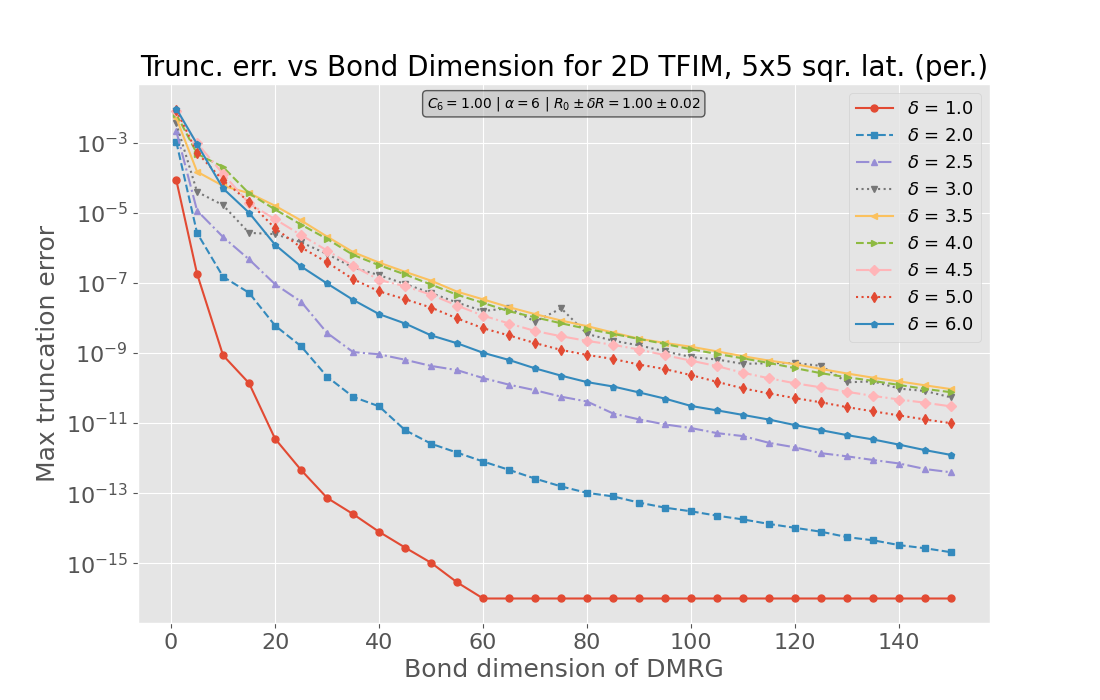 Trunc. err. vs Bond Dimension for 2D TFIM, 5x5 sqr. lat. (per.)
C₆ = 1.00 | α = 6 | R₀ ± δR = 1.00 ± 0.02
δ = 1.0
δ = 2.0
δ = 2.5
δ = 3.0
δ = 3.5
δ = 4.0
δ = 4.5
δ = 5.0
δ = 6.0
Max truncation error
10⁻³
10⁻⁵
10⁻⁷
10⁻⁹
10⁻¹¹
10⁻¹³
10⁻¹⁵
0 20 40 60 80 100 120 140
Bond dimension of DMRG